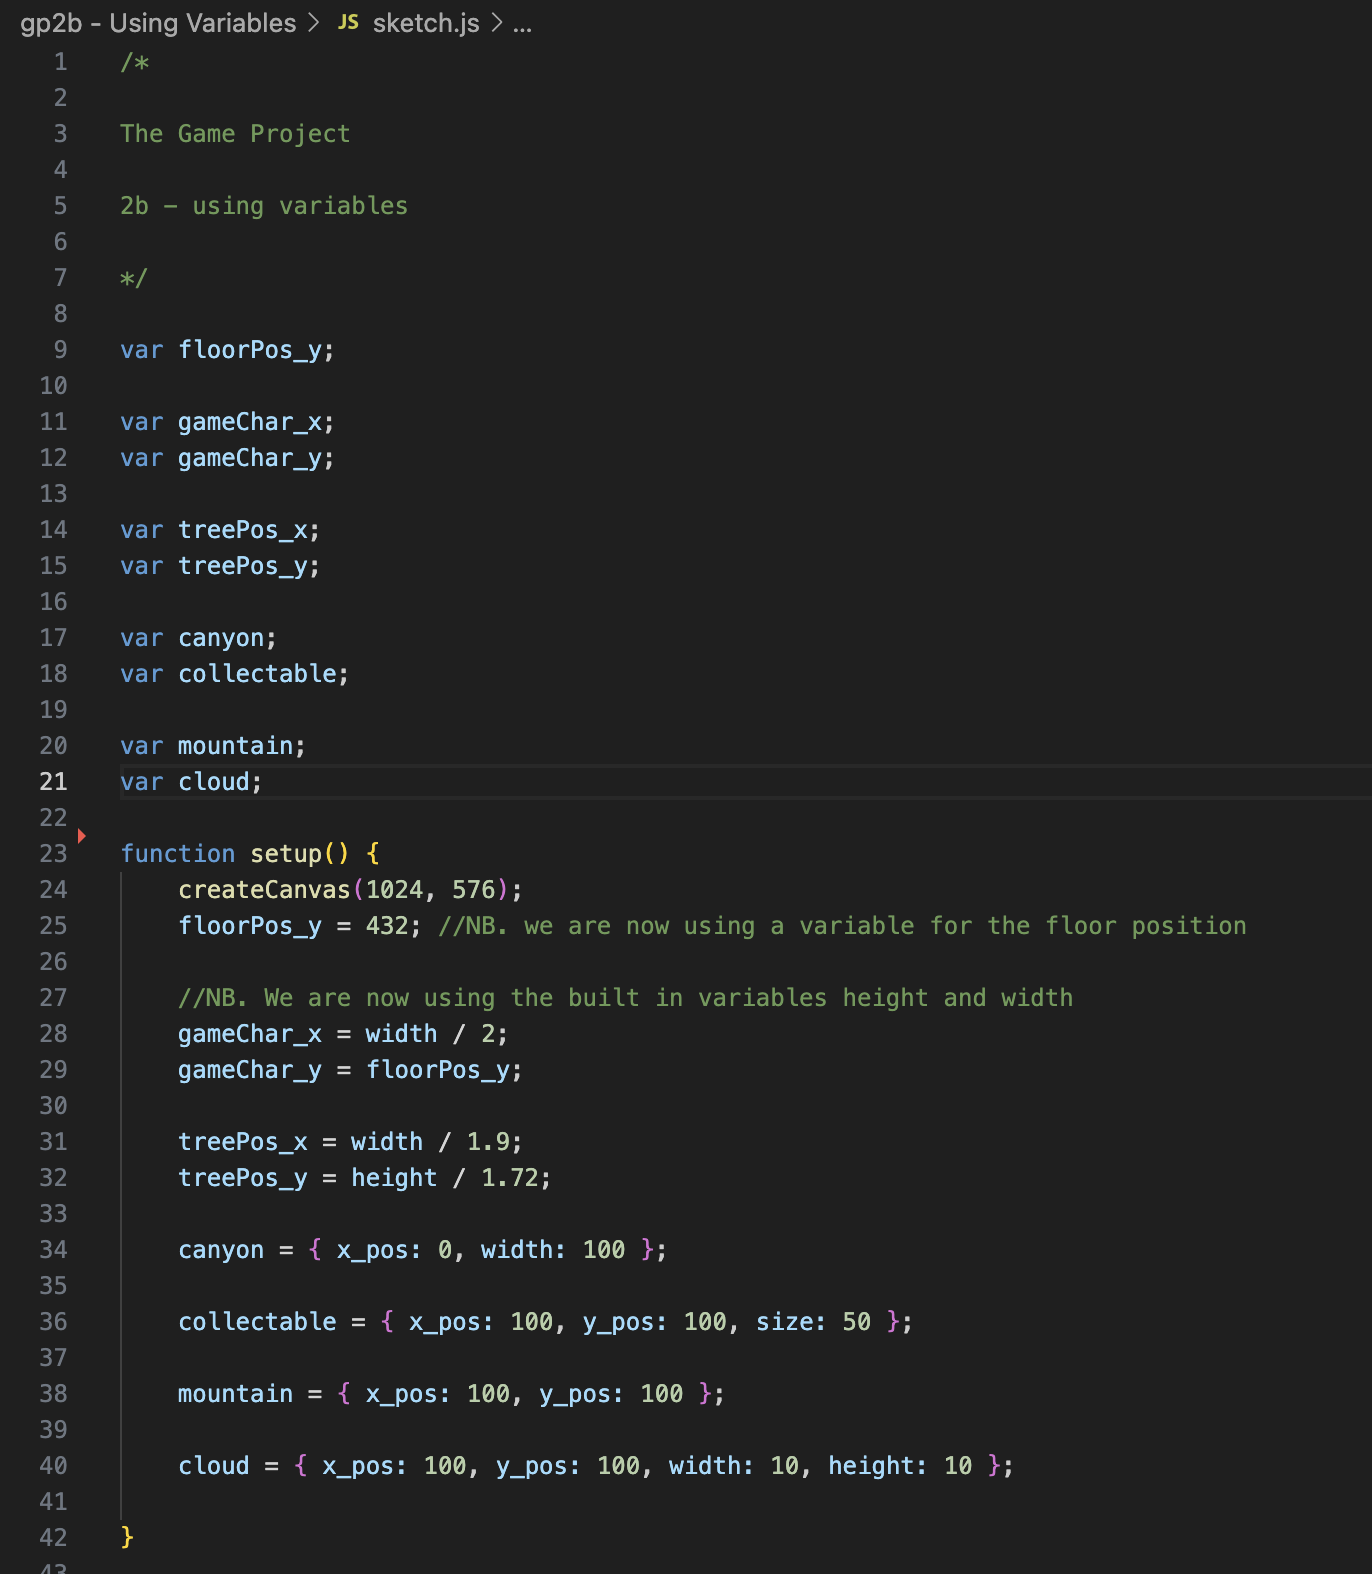 gp2b - Using Variables > JS sketch.js > ...
1 /*
2
3 The Game Project
4
5 2b - using variables
6
7 */
8
9 var floorPos_y;
10
11 var gameChar_x;
12 var gameChar_y;
13
14 var treePos_x;
15 var treePos_y;
16
17 var canyon;
18 var collectable;
19
20 var mountain;
21 var cloud;
22
23 function setup() {
24     createCanvas(1024, 576);
25     floorPos_y = 432; //NB. we are now using a variable for the floor position
26
27     //NB. We are now using the built in variables height and width
28     gameChar_x = width / 2;
29     gameChar_y = floorPos_y;
30
31     treePos_x = width / 1.9;
32     treePos_y = height / 1.72;
33
34     canyon = { x_pos: 0, width: 100 };
35
36     collectable = { x_pos: 100, y_pos: 100, size: 50 };
37
38     mountain = { x_pos: 100, y_pos: 100 };
39
40     cloud = { x_pos: 100, y_pos: 100, width: 10, height: 10 };
41
42 }
43